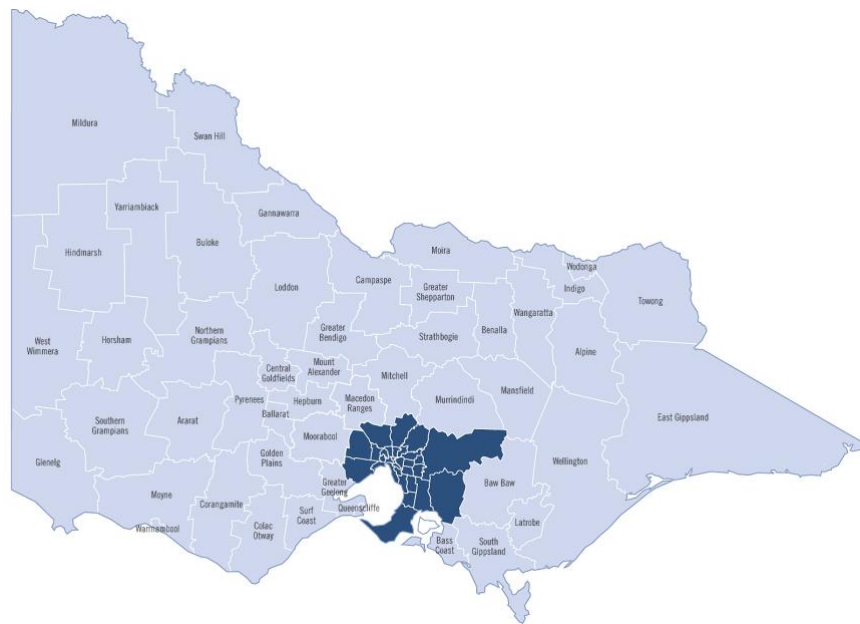 Mildura
Swan Hill
Yarriambiack
Gannawarra
Hindmarsh
Buloke
Moira
Wodonga
Loddon
Campaspe
Greater
Shepparton
Indigo
Towong
Wangaratta
West
Wimmera
Horsham
Northern
Grampians
Greater
Bendigo
Strathbogie
Benalla
Alpine
Central
Goldfields
Mount
Alexander
Mitchell
Mansfield
Murrindindi
Pyrenees
Hepburn
Macedon
Ranges
Southern
Grampians
Ararat
Ballarat
East Gippsland
Moorabool
Glenelg
Golden
Plains
Wellington
Baw Baw
Greater
Geelong
Moyne
Corangamite
Queenscliffe
Surf
Coast
Latrobe
Warrnambool
Colac
Otway
Bass
Coast
South
Gippsland